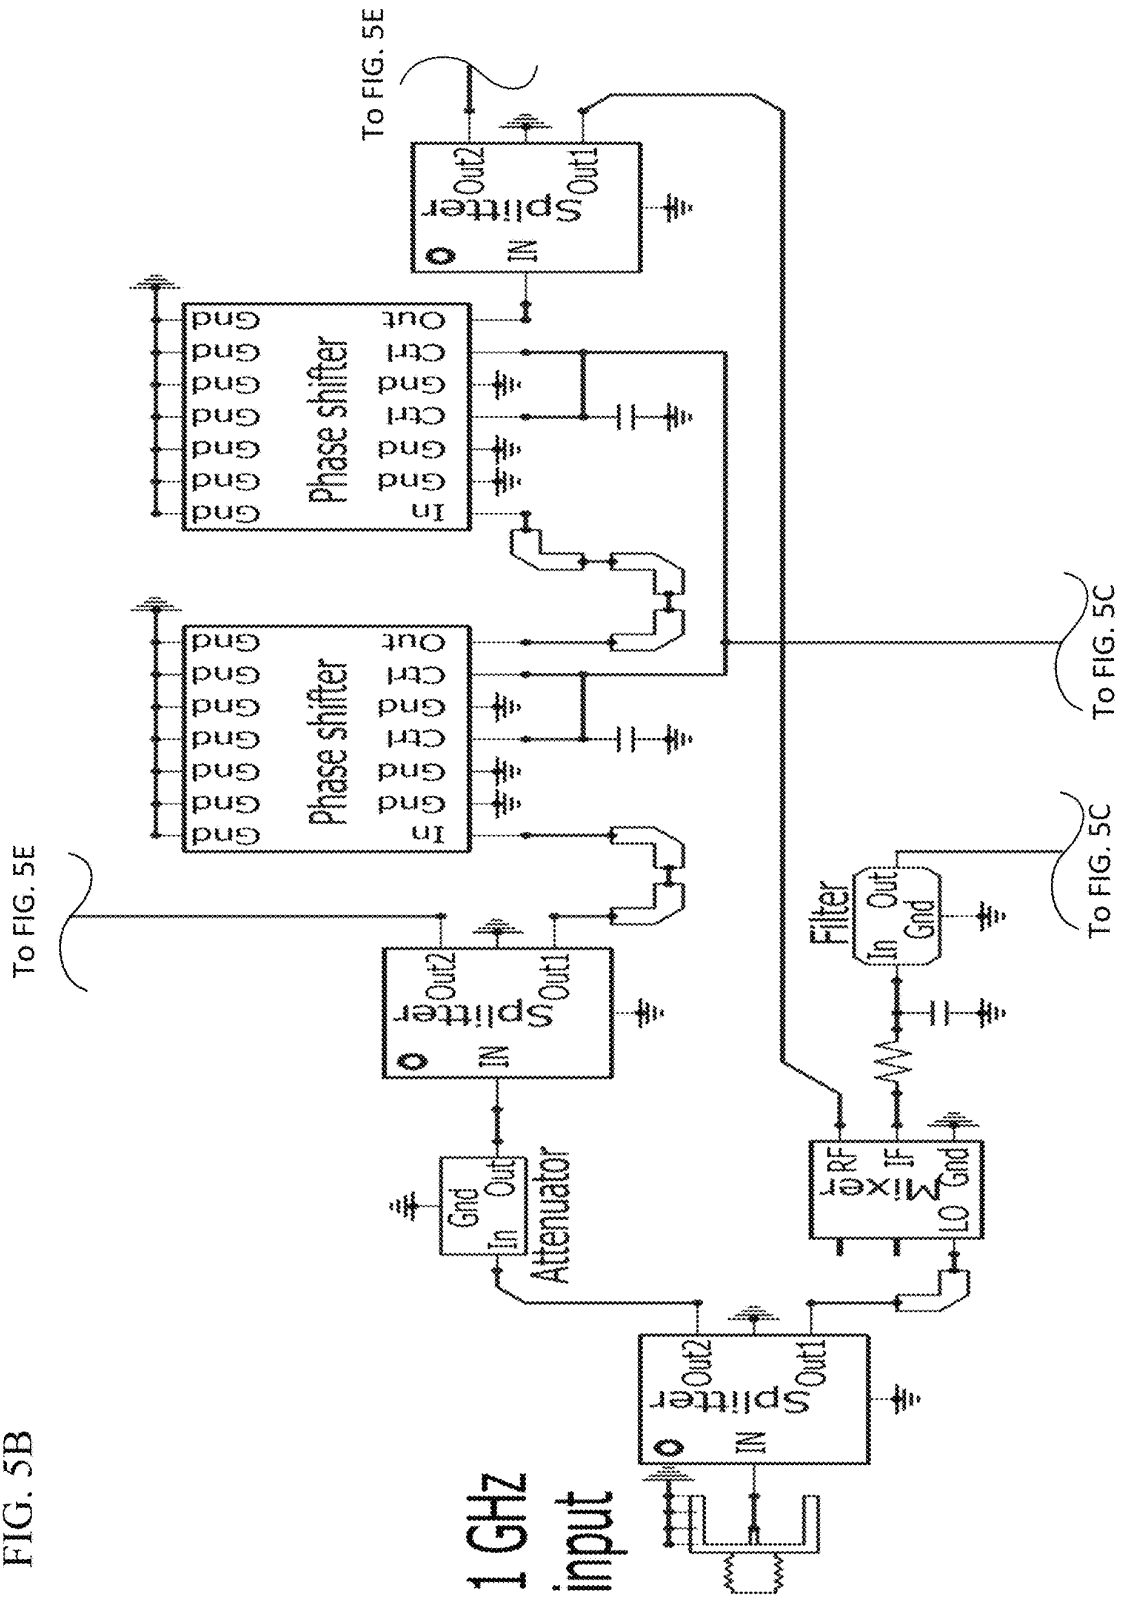 FIG. 5B
1 GHz
input
IN
Splitter
Out2
Out1
In
Gnd
Out
Attenuator
LO
Mixer
RF
IF
Gnd
IN
Splitter
Out2
Out1
To FIG. 5E
Filter
In
Out
Gnd
To FIG. 5C
Phase shifter
Gnd
Gnd
Gnd
Gnd
Gnd
Gnd
Gnd
In
Gnd
Gnd
Ctrl
Gnd
Ctrl
Out
To FIG. 5C
Phase shifter
Gnd
Gnd
Gnd
Gnd
Gnd
Gnd
Gnd
In
Gnd
Gnd
Ctrl
Gnd
Ctrl
Out
IN
Splitter
Out2
Out1
To FIG. 5E